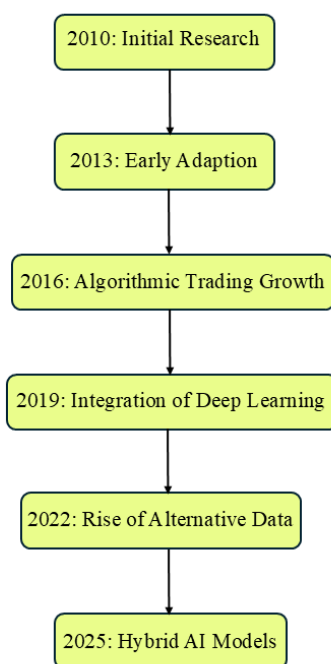 2010: Initial Research
2013: Early Adaption
2016: Algorithmic Trading Growth
2019: Integration of Deep Learning
2022: Rise of Alternative Data
2025: Hybrid AI Models